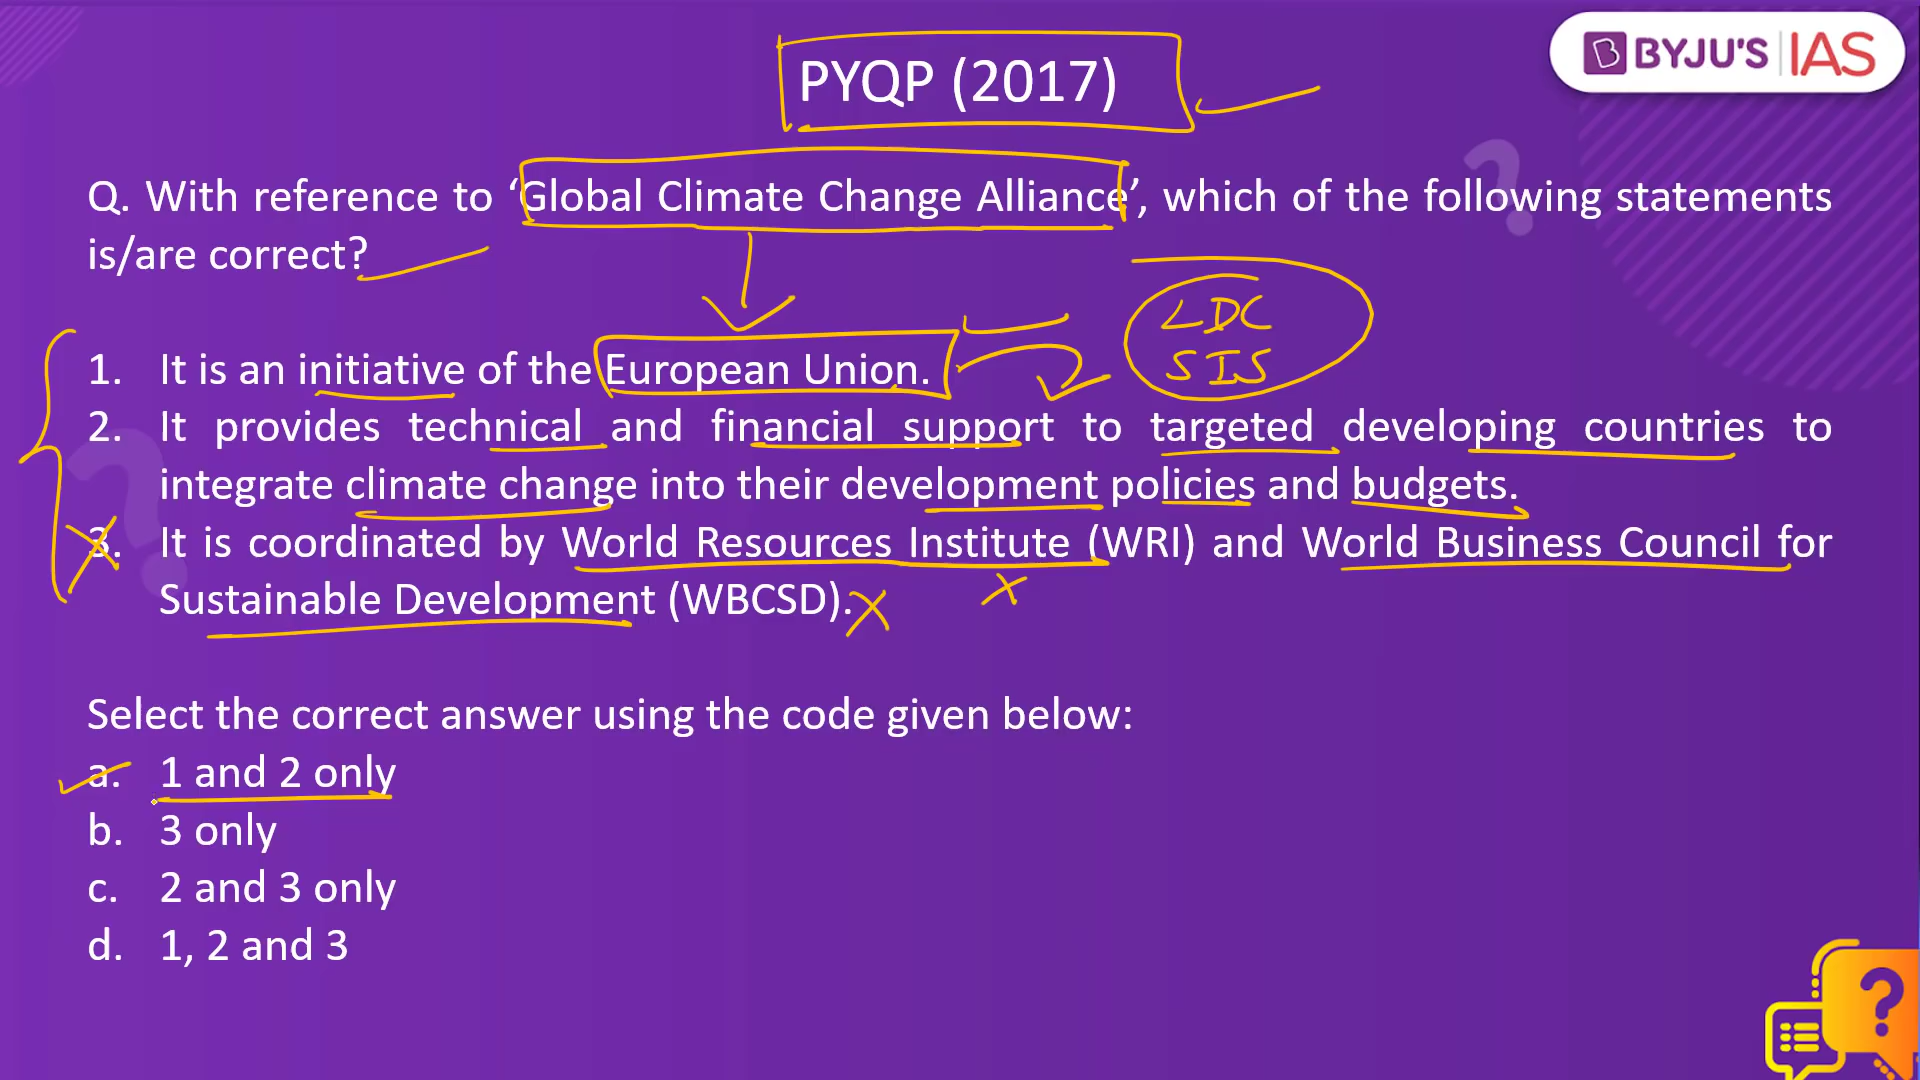 BYJU'S IAS
PYQP (2017)
Q. With reference to ‘Global Climate Change Alliance’, which of the following statements
is/are correct?
LDC
SIS
1. It is an initiative of the European Union.
2. It provides technical and financial support to targeted developing countries to
integrate climate change into their development policies and budgets.
3. It is coordinated by World Resources Institute (WRI) and World Business Council for
Sustainable Development (WBCSD).
Select the correct answer using the code given below:
a. 1 and 2 only
b. 3 only
c. 2 and 3 only
d. 1, 2 and 3